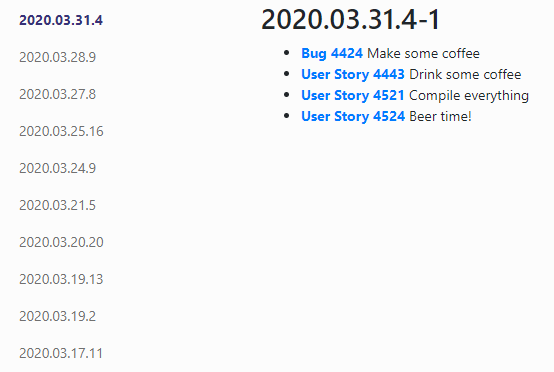 2020.03.31.4
2020.03.28.9
2020.03.27.8
2020.03.25.16
2020.03.24.9
2020.03.21.5
2020.03.20.20
2020.03.19.13
2020.03.19.2
2020.03.17.11
2020.03.31.4-1
Bug 4424 Make some coffee
User Story 4443 Drink some coffee
User Story 4521 Compile everything
User Story 4524 Beer time!